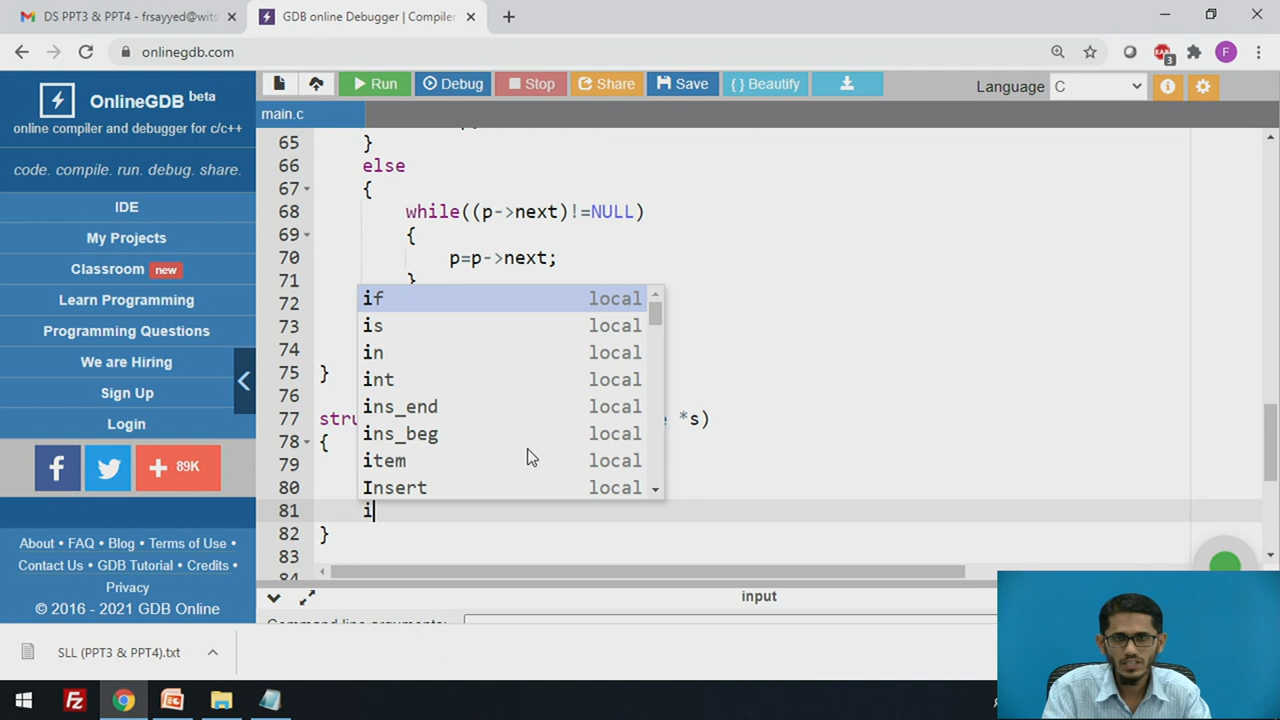 DS PPT3 & PPT4 - frsayyed@wits
GDB online Debugger | Compiler
onlinegdb.com
3
F
OnlineGDB beta
online compiler and debugger for c/c++
code. compile. run. debug. share.
IDE
My Projects
Classroom new
Learn Programming
Programming Questions
We are Hiring
Sign Up
Login
89K
About • FAQ • Blog • Terms of Use •
Contact Us • GDB Tutorial • Credits •
Privacy
© 2016 - 2021 GDB Online
Run Debug Stop Share Save { } Beautify
Language C
main.c
65 }
66 else
67 {
68 while((p->next)!=NULL)
69 {
70 p=p->next;
71 }
72
73
74
75 }
76
77 stru *s)
78 {
79
80
81 i
82 }
83
84
if local
is local
in local
int local
ins_end local
ins_beg local
item local
Insert local
input
Command line arguments:
SLL (PPT3 & PPT4).txt